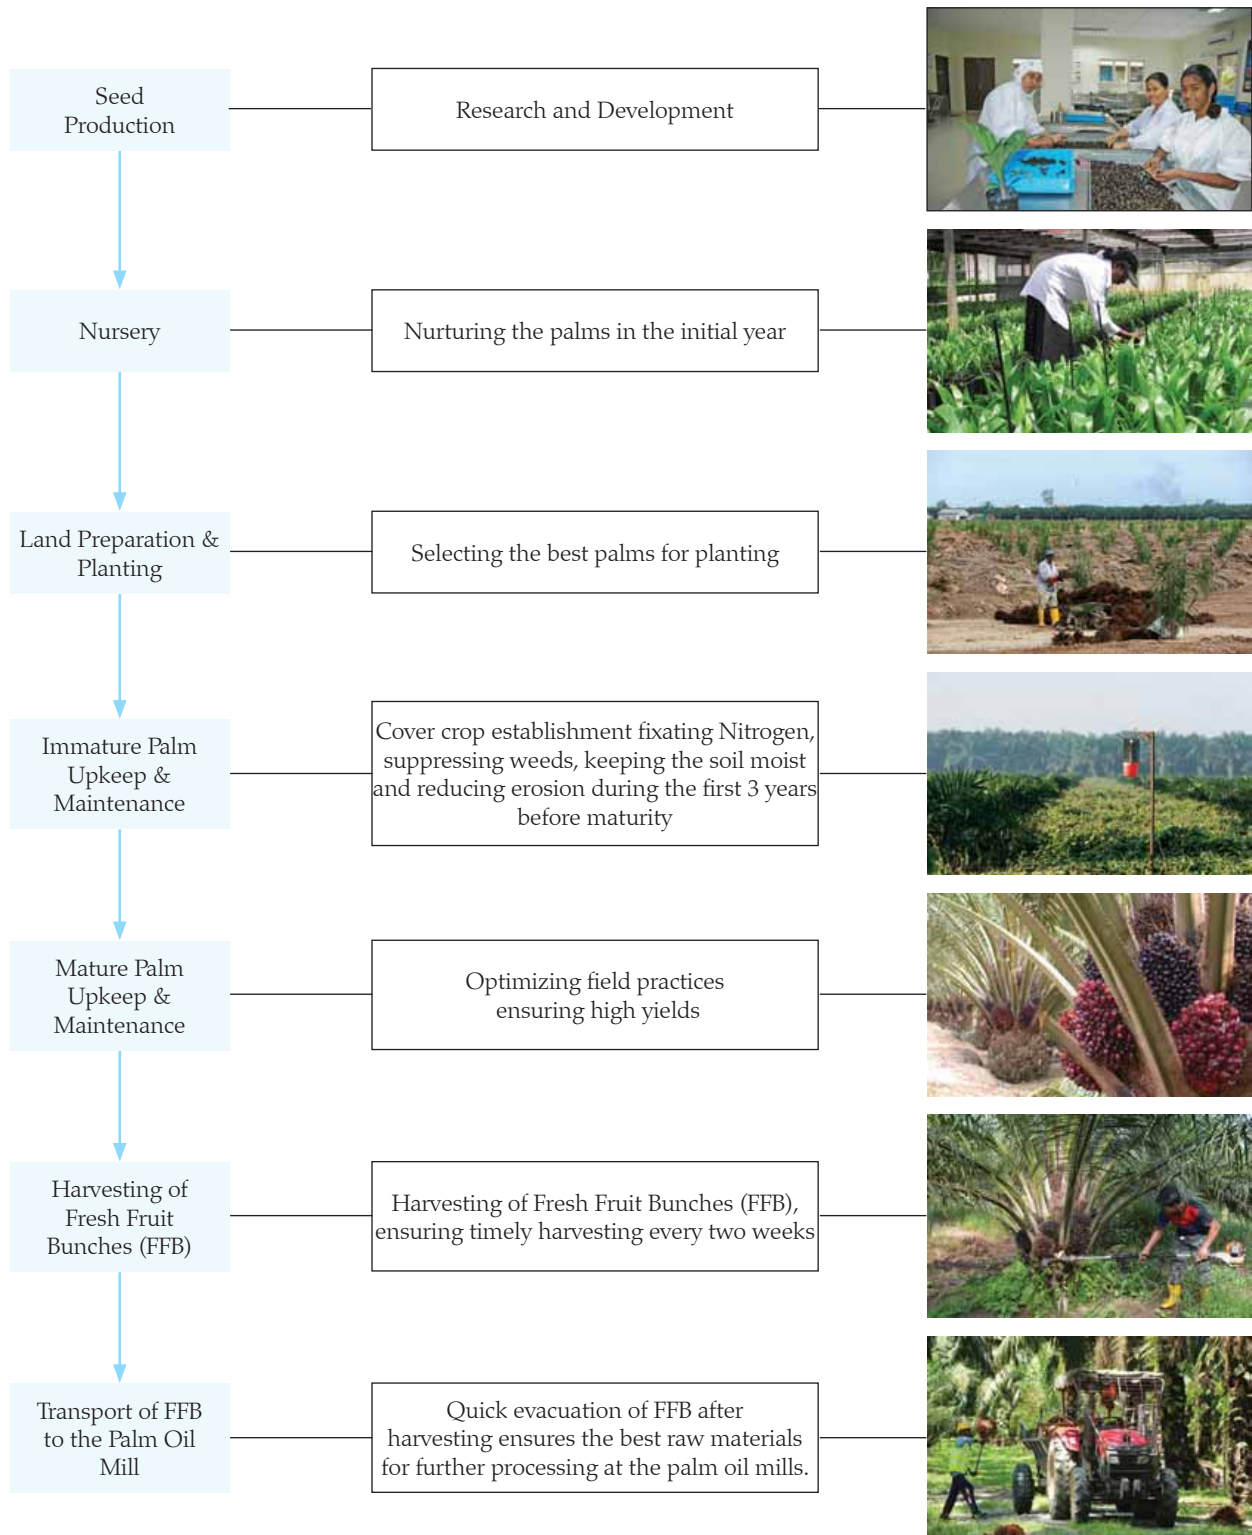 Seed
Production
Research and Development
Nursery
Nurturing the palms in the initial year
Land Preparation &
Planting
Selecting the best palms for planting
Immature Palm
Upkeep &
Maintenance
Cover crop establishment fixating Nitrogen,
suppressing weeds, keeping the soil moist
and reducing erosion during the first 3 years
before maturity
Mature Palm
Upkeep &
Maintenance
Optimizing field practices
ensuring high yields
Harvesting of
Fresh Fruit
Bunches (FFB)
Harvesting of Fresh Fruit Bunches (FFB),
ensuring timely harvesting every two weeks
Transport of FFB
to the Palm Oil
Mill
Quick evacuation of FFB after
harvesting ensures the best raw materials
for further processing at the palm oil mills.